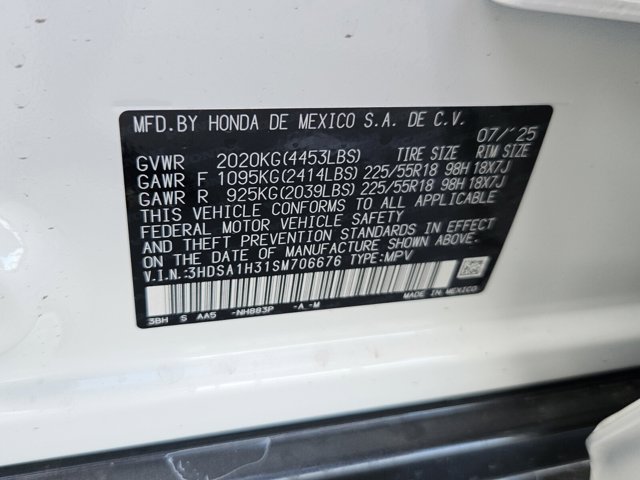 MFD.BY HONDA DE MEXICO S.A. DE C.V. 07/'25
GVWR 2020KG(4453LBS) TIRE SIZE RIM SIZE
GAWR F 1095KG(2414LBS) 225/55R18 98H 18X7J
GAWR R 925KG(2039LBS) 225/55R18 98H 18X7J
THIS VEHICLE CONFORMS TO ALL APPLICABLE
FEDERAL MOTOR VEHICLE SAFETY
AND THEFT PREVENTION STANDARDS IN EFFECT
ON THE DATE OF MANUFACTURE SHOWN ABOVE.
V.I.N.:3HDSA1H31SM706676 TYPE:MPV
MADE IN MEXICO
3BH S AA5 -NH883P -A -M